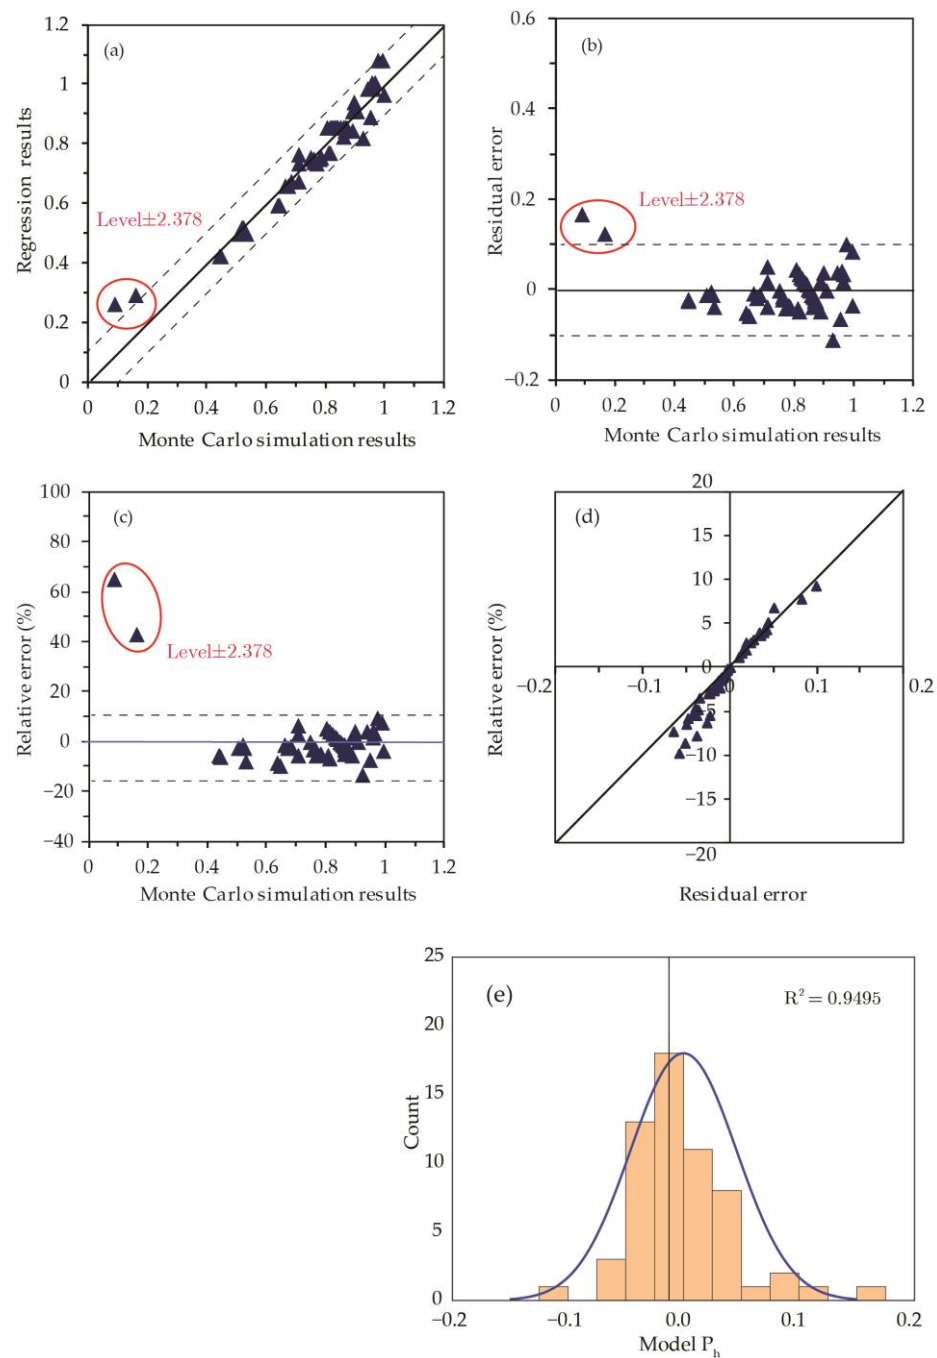 (a)
Regression results
1.2
1
0.8
0.6
0.4
0.2
0
Level±2.378
0 0.2 0.4 0.6 0.8 1 1.2
Monte Carlo simulation results
(b)
Residual error
0.6
0.4
0.2
0
−0.2
Level±2.378
0 0.2 0.4 0.6 0.8 1 1.2
Monte Carlo simulation results
(c)
Relative error (%)
100
80
60
40
20
0
−20
−40
Level±2.378
0 0.2 0.4 0.6 0.8 1 1.2
Monte Carlo simulation results
(d)
Relative error (%)
20
15
10
5
0
−5
−10
−15
−20
−0.2 −0.1 0 0.1 0.2
Residual error
(e)
R² = 0.9495
Count
25
20
15
10
5
0
−0.2 −0.1 0.0 0.1 0.2
Model Pₕ